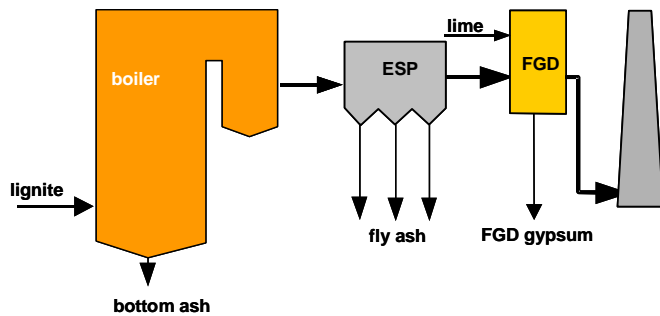 lime
boiler
ESP
FGD
lignite
fly ash
FGD gypsum
bottom ash